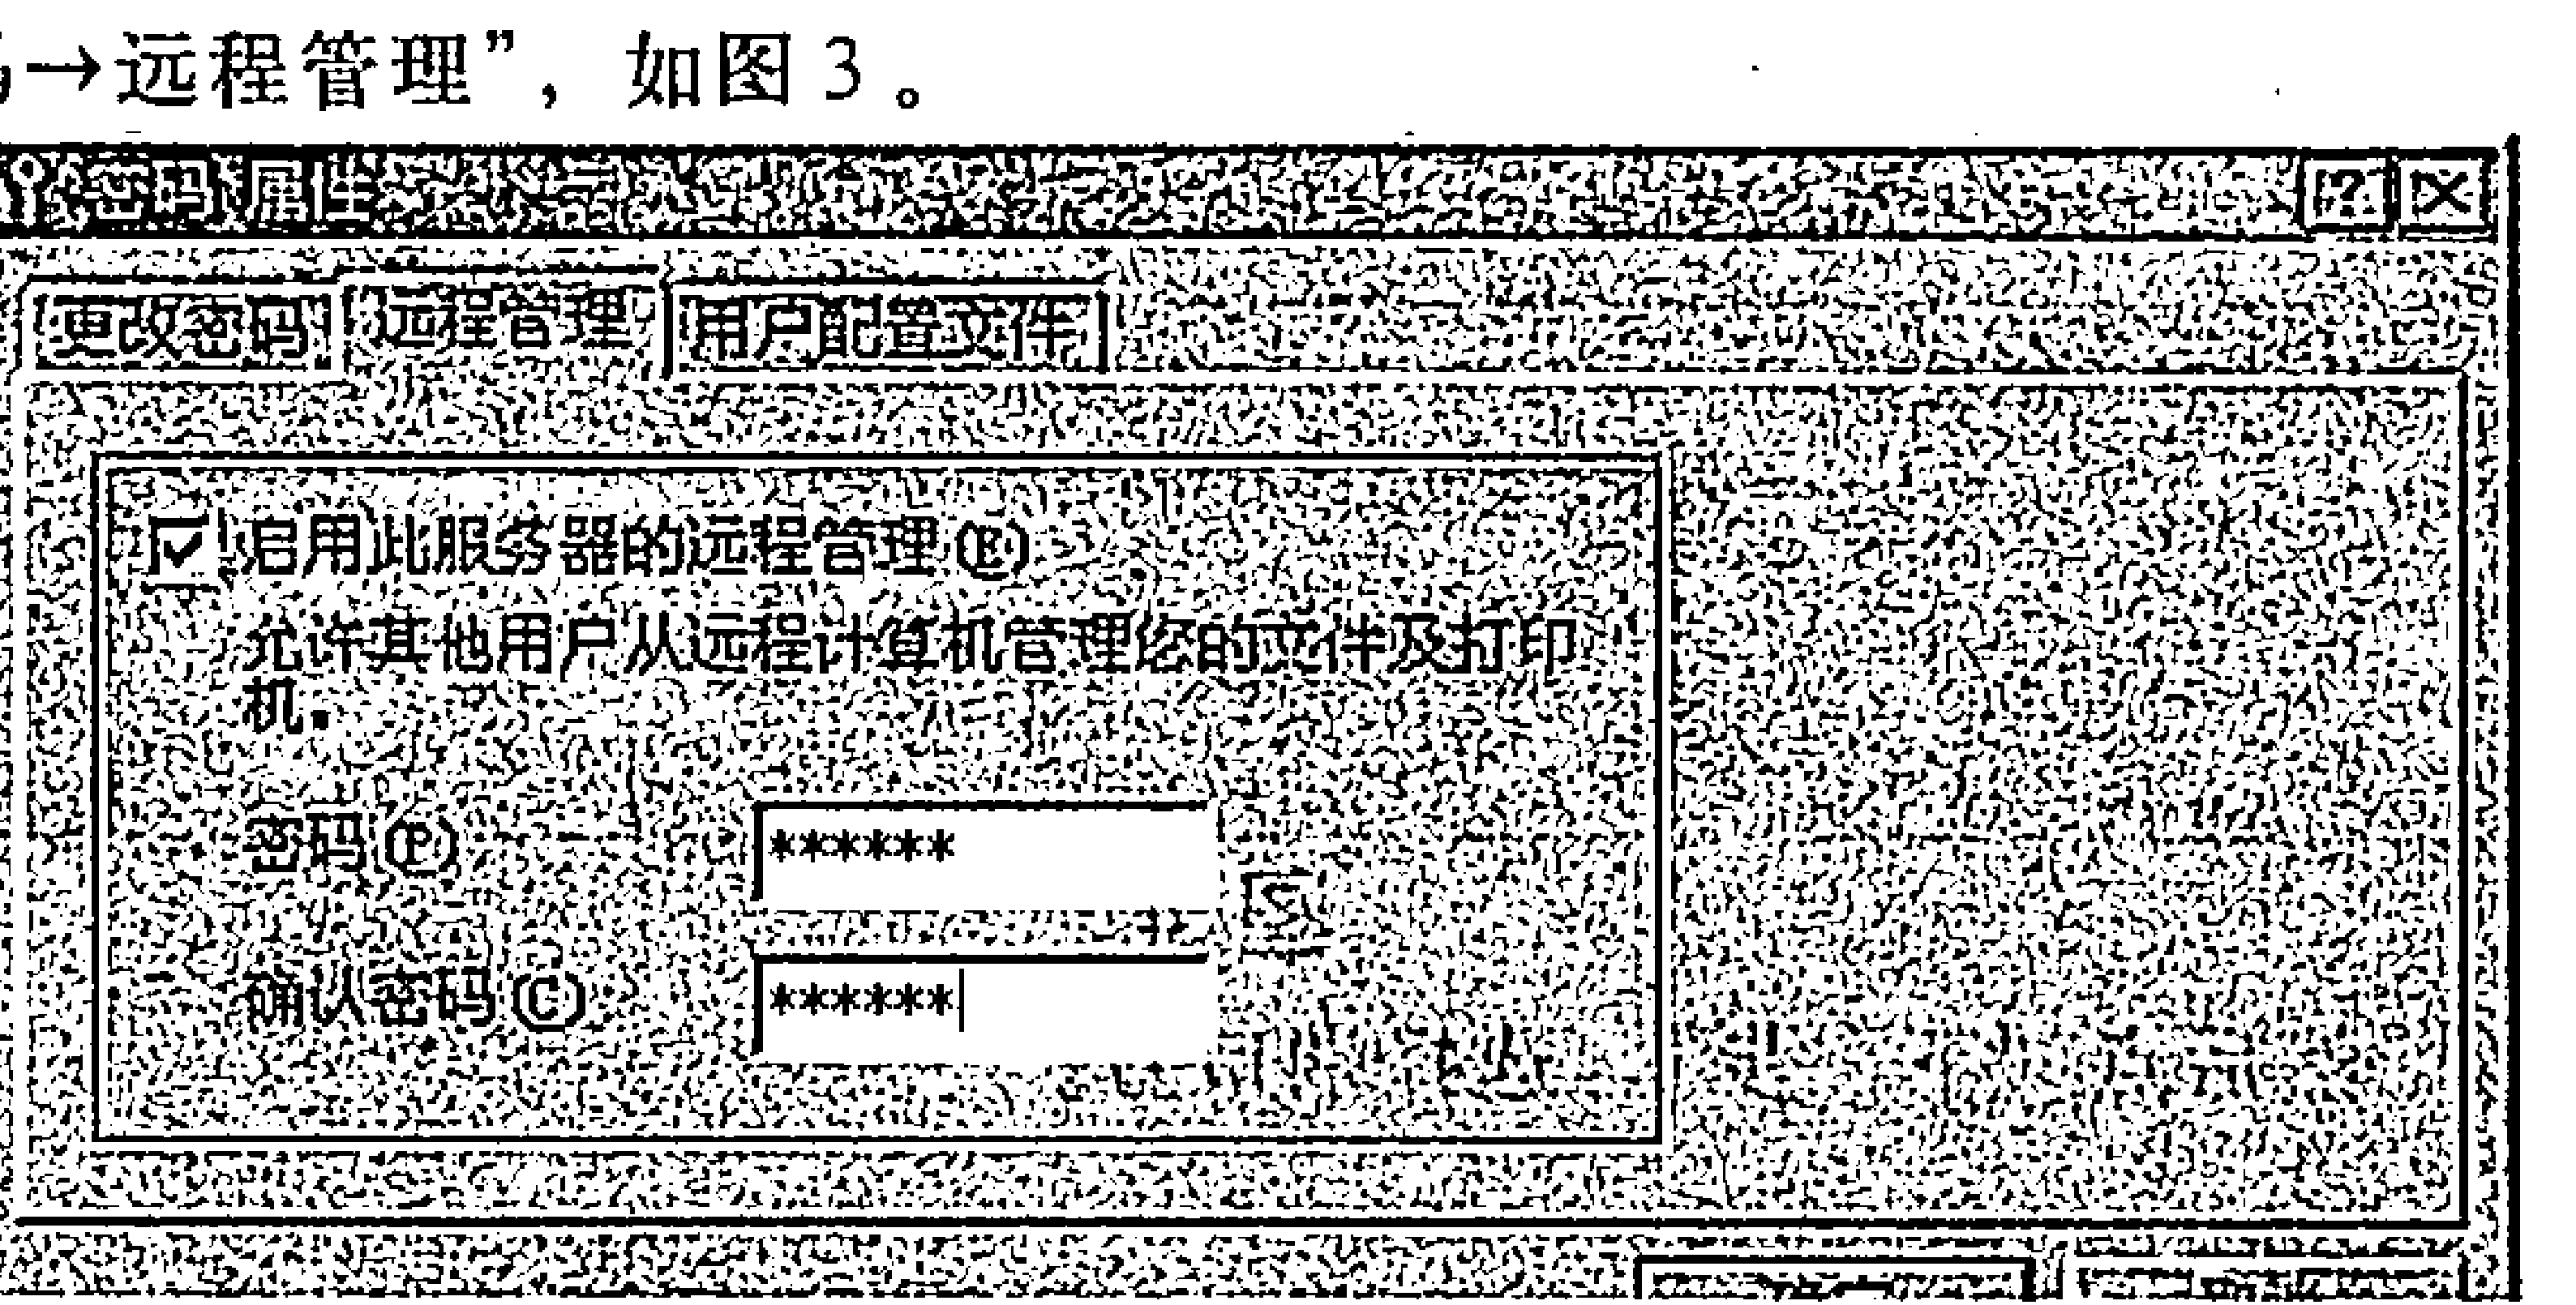 →远程管理”，如图 3。
密码 属性
更改密码 远程管理 用户配置文件
启用此服务器的远程管理(E)
允许其他用户从远程计算机管理您的文件及打印
机.
密码(P) ******
确认密码(C) ******